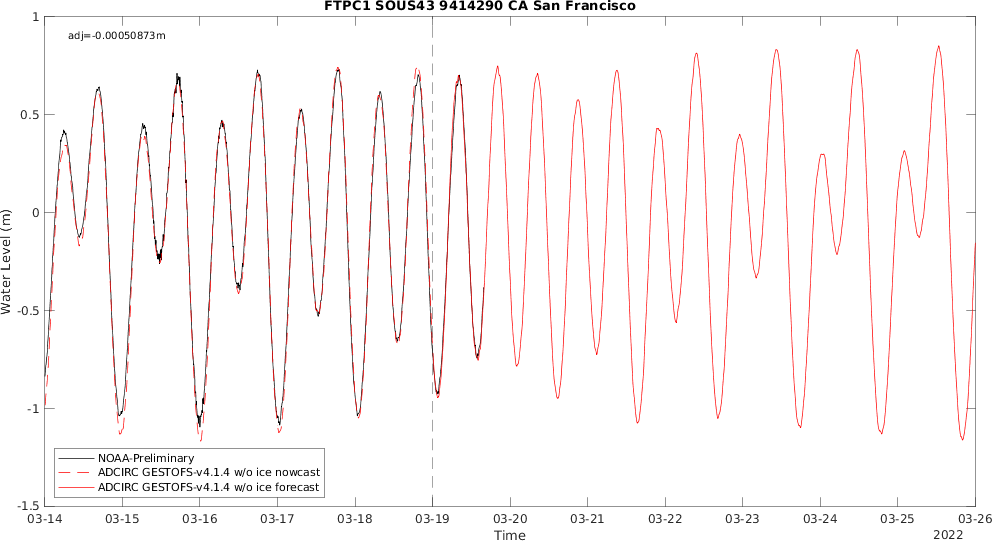 FTPC1 SOUS43 9414290 CA San Francisco
adj=-0.00050873m
1
0.5
0
-0.5
-1
-1.5
Water Level (m)
NOAA-Preliminary
ADCIRC GESTOFS-v4.1.4 w/o ice nowcast
ADCIRC GESTOFS-v4.1.4 w/o ice forecast
03-14 03-15 03-16 03-17 03-18 03-19 03-20 03-21 03-22 03-23 03-24 03-25 03-26
Time
2022